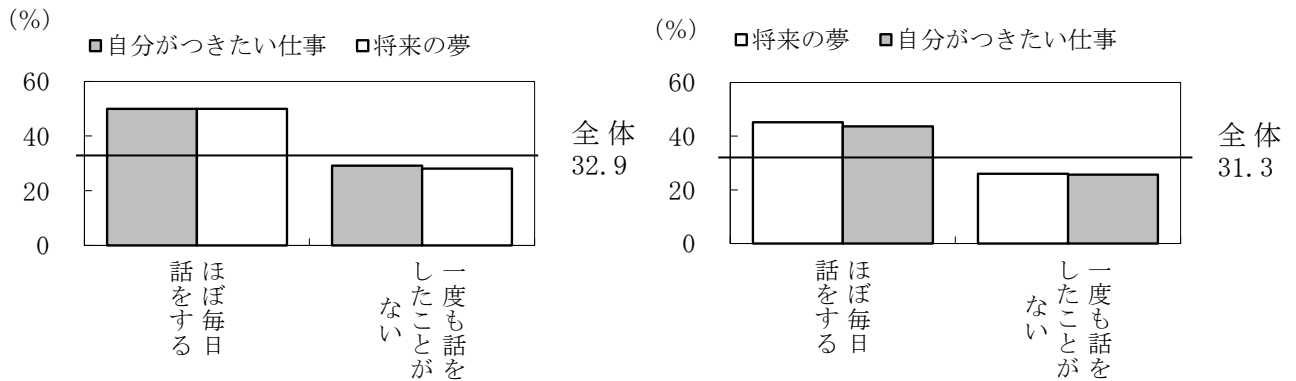 (%)
自分がつきたい仕事 将来の夢
60
40
20
0
全体
32.9
ほぼ毎日
話をする
一度も話を
したことが
ない
(%)
将来の夢 自分がつきたい仕事
60
40
20
0
全体
31.3
ほぼ毎日
話をする
一度も話を
したことが
ない